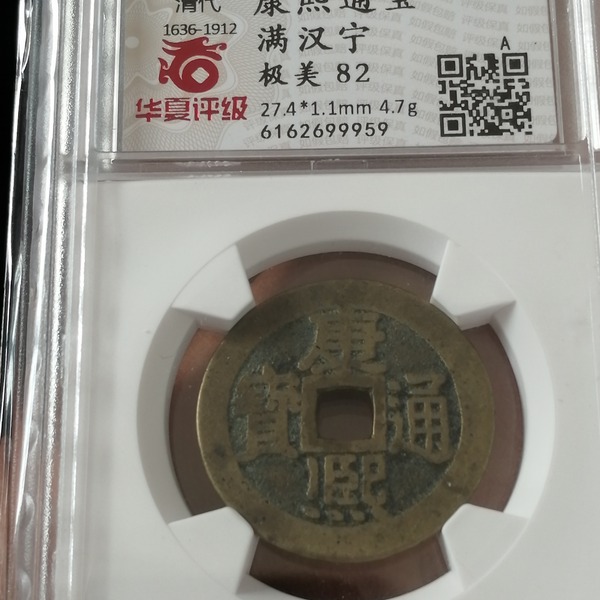 清代
1636-1912
华夏评级
康熙通宝
满汉宁
极美 82
27.4*1.1mm 4.7g
6162699959
A
康熙通寶